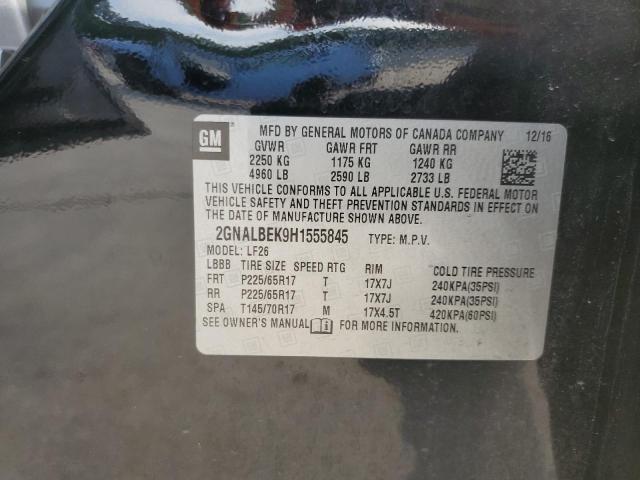 GM MFD BY GENERAL MOTORS OF CANADA COMPANY 12/16
GVWR GAWR FRT GAWR RR
2250 KG 1175 KG 1240 KG
4960 LB 2590 LB 2733 LB
THIS VEHICLE CONFORMS TO ALL APPLICABLE U.S. FEDERAL MOTOR
VEHICLE SAFETY AND THEFT PREVENTION STANDARDS IN EFFECT ON
THE DATE OF MANUFACTURE SHOWN ABOVE.
2GNALBEK9H1555845 TYPE: M.P.V.
MODEL: LF26
LBBB TIRE SIZE SPEED RTG RIM COLD TIRE PRESSURE
FRT P225/65R17 T 17X7J 240KPA(35PSI)
RR P225/65R17 T 17X7J 240KPA(35PSI)
SPA T145/70R17 M 17X4.5T 420KPA(60PSI)
SEE OWNER'S MANUAL FOR MORE INFORMATION.